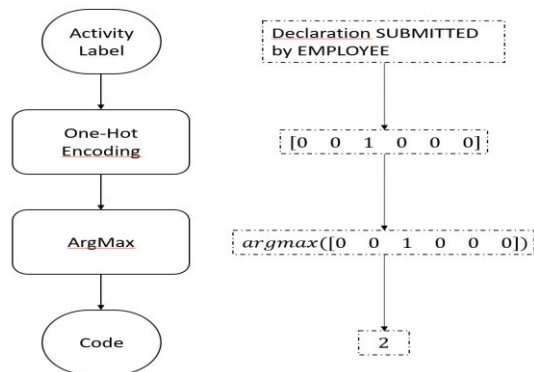 Activity
Label
Declaration SUBMITTED
by EMPLOYEE
One-Hot
Encoding
[0 0 1 0 0 0]
ArgMax
argmax([0 0 1 0 0 0])
Code
2